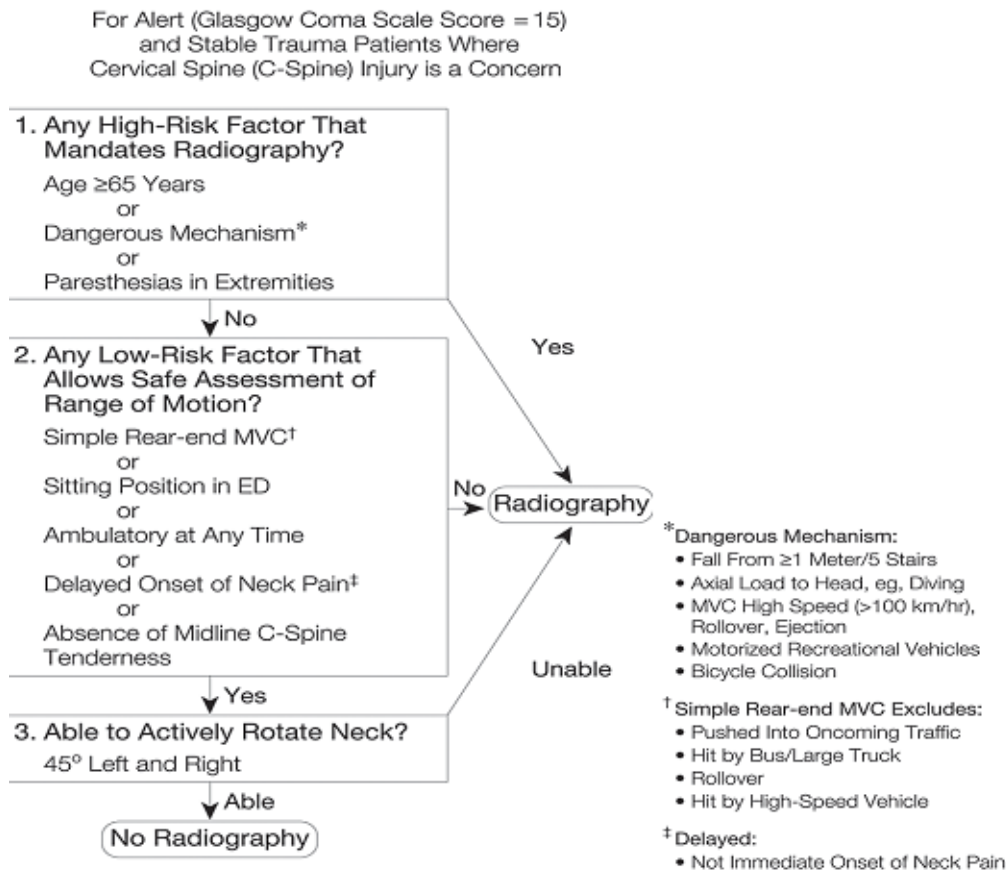 For Alert (Glasgow Coma Scale Score = 15)
and Stable Trauma Patients Where
Cervical Spine (C-Spine) Injury is a Concern
1. Any High-Risk Factor That
Mandates Radiography?
Age ≥65 Years
or
Dangerous Mechanism*
or
Paresthesias in Extremities
No
Yes
2. Any Low-Risk Factor That
Allows Safe Assessment of
Range of Motion?
Simple Rear-end MVC†
or
Sitting Position in ED
or
Ambulatory at Any Time
or
Delayed Onset of Neck Pain‡
or
Absence of Midline C-Spine
Tenderness
No
Radiography
Yes
Unable
3. Able to Actively Rotate Neck?
45º Left and Right
Able
No Radiography
*Dangerous Mechanism:
• Fall From ≥1 Meter/5 Stairs
• Axial Load to Head, eg, Diving
• MVC High Speed (>100 km/hr),
Rollover, Ejection
• Motorized Recreational Vehicles
• Bicycle Collision
†Simple Rear-end MVC Excludes:
• Pushed Into Oncoming Traffic
• Hit by Bus/Large Truck
• Rollover
• Hit by High-Speed Vehicle
‡Delayed:
• Not Immediate Onset of Neck Pain